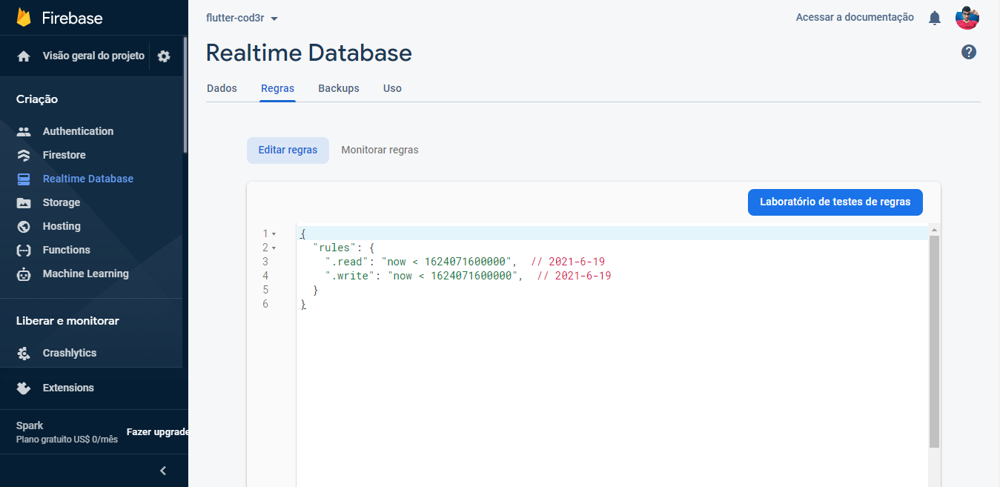 Firebase
Visão geral do projeto
Criação
Authentication
Firestore
Realtime Database
Storage
Hosting
Functions
Machine Learning
Liberar e monitorar
Crashlytics
Extensions
Spark
Plano gratuito US$ 0/mês
Fazer upgrade
flutter-cod3r
Acessar a documentação
Realtime Database
Dados Regras Backups Uso
Editar regras Monitorar regras
Laboratório de testes de regras
1 {
2 "rules": {
3 ".read": "now < 1624071600000", // 2021-6-19
4 ".write": "now < 1624071600000", // 2021-6-19
5 }
6 }